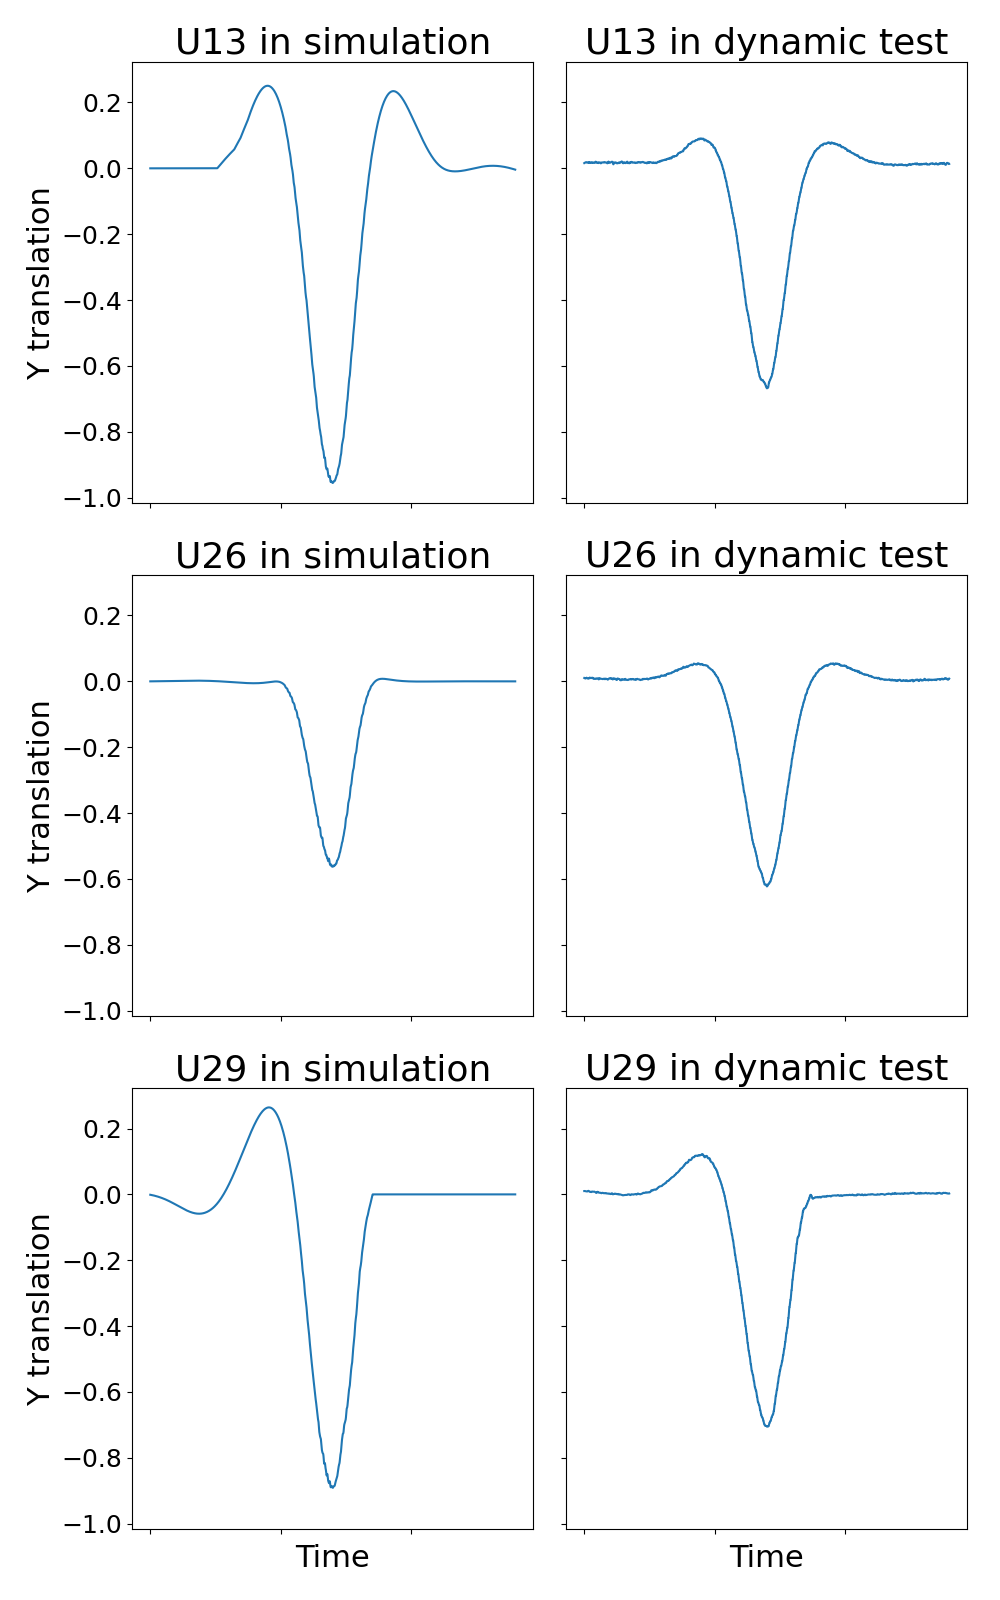 U13 in simulation
U13 in dynamic test
Y translation
0.2
0.0
−0.2
−0.4
−0.6
−0.8
−1.0
U26 in simulation
U26 in dynamic test
Y translation
0.2
0.0
−0.2
−0.4
−0.6
−0.8
−1.0
U29 in simulation
U29 in dynamic test
Y translation
0.2
0.0
−0.2
−0.4
−0.6
−0.8
−1.0
Time
Time